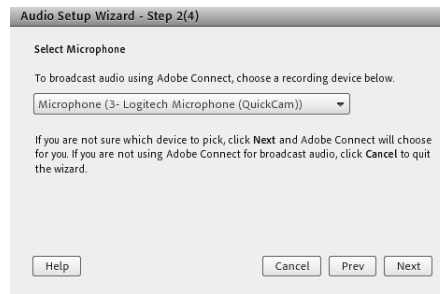 Audio Setup Wizard - Step 2(4)
Select Microphone
To broadcast audio using Adobe Connect, choose a recording device below.
Microphone (3- Logitech Microphone (QuickCam))
If you are not sure which device to pick, click Next and Adobe Connect will choose
for you. If you are not using Adobe Connect for broadcast audio, click Cancel to quit
the wizard.
Help Cancel Prev Next